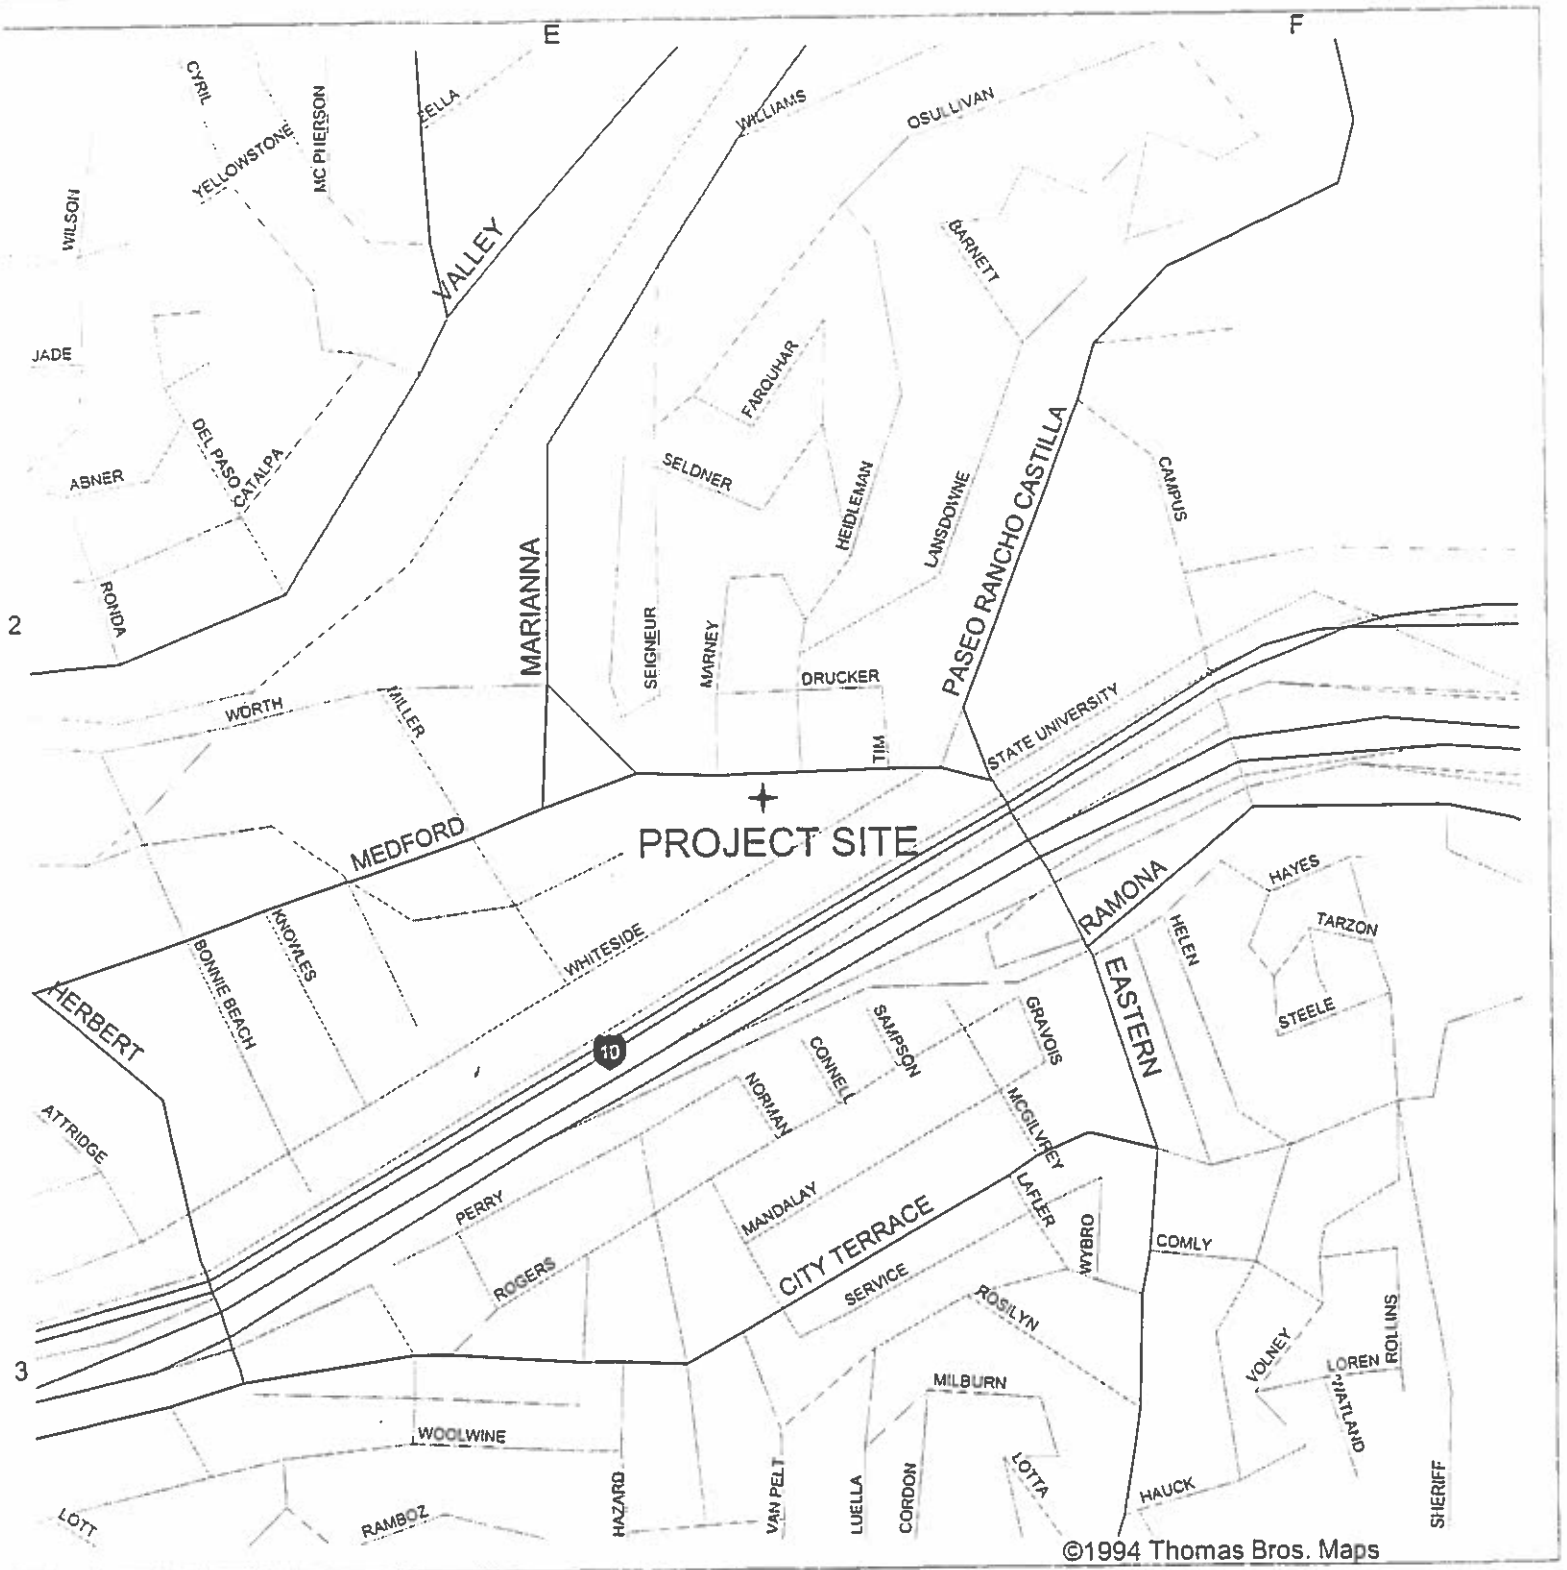 E
F
CYRIL
YELLOWSTONE
MC PHERSON
WILLIAMS
OSULLIVAN
WILSON
VALLEY
BARNETT
JADE
FARQUHAR
DEL PASO
CATALPA
ABNER
SELDNER
HEIDLEMAN
LANSDOWNE
PASEO RANCHO CASTILLA
CAMPUS
MARIANNA
RONDA
2
SEIGNEUR
MARNEY
DRUCKER
WORTH
MILLER
TIM
STATE UNIVERSITY
PROJECT SITE
MEDFORD
RAMONA
HAYES
TARZON
HELEN
KNOWLES
BONNIE BEACH
WHITESIDE
HERBERT
EASTERN
STEELE
10
SAMPSON
GRAVOIS
CONNELL
NORMAN
MCGILVREY
ATTRIDGE
PERRY
MANDALAY
LAFLER
CITY TERRACE
WYBRO
COMLY
ROGERS
SERVICE
ROSILYN
VOLNEY
ROLLINS
LOREN
3
WATLAND
MILBURN
WOOLWINE
LOTT
RAMBOZ
HAZARD
VAN PELT
LUELLA
CORDON
LOTTA
HAUCK
SHERIFF
©1994 Thomas Bros. Maps